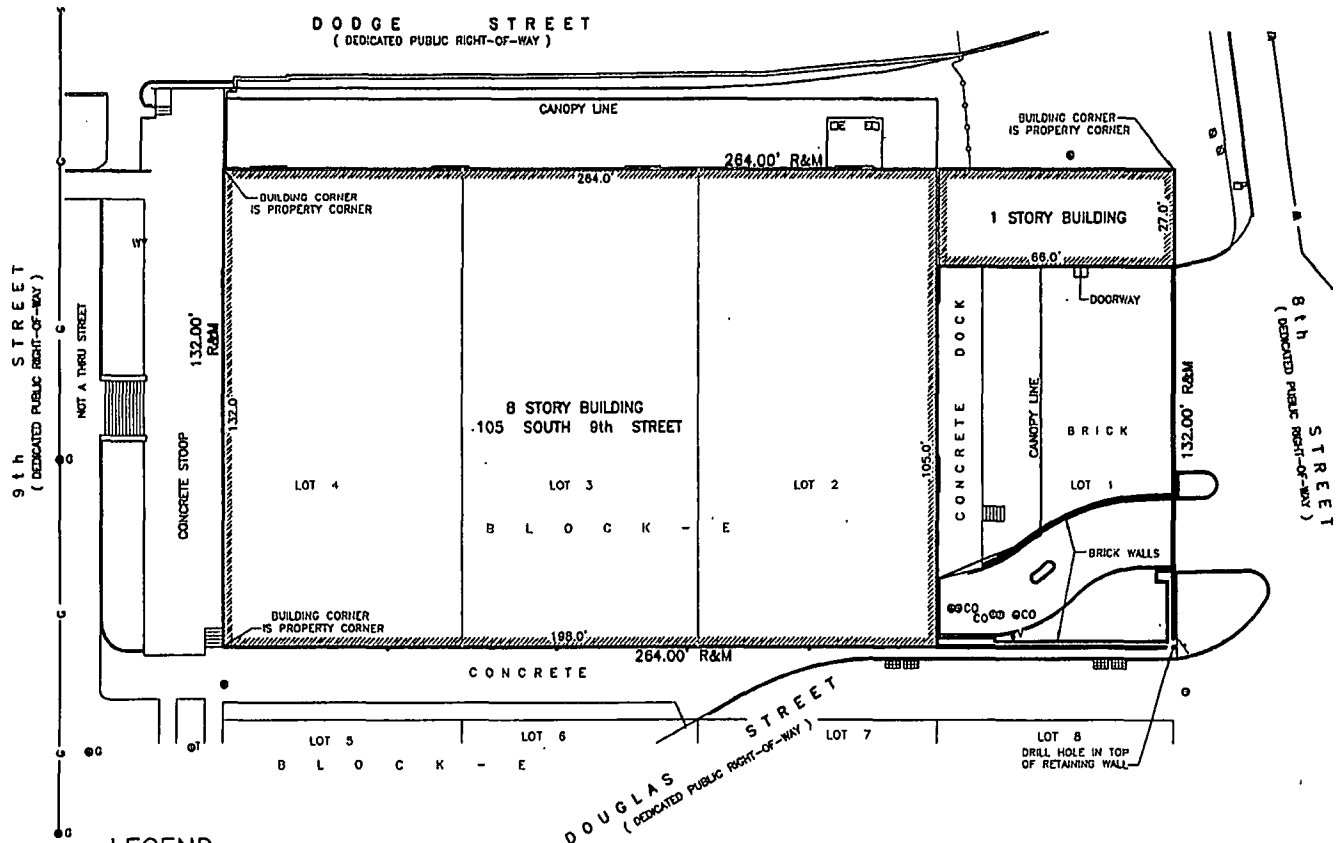 DODGE STREET
( DEDICATED PUBLIC RIGHT-OF-WAY )
CANOPY LINE
BUILDING CORNER
IS PROPERTY CORNER
264.00' R&M
264.0'
BUILDING CORNER
IS PROPERTY CORNER
1 STORY BUILDING
27.0'
66.0'
DOORWAY
9th STREET
( DEDICATED PUBLIC RIGHT-OF-WAY )
NOT A THRU STREET
WV
132.00'
R&M
132.0'
CONCRETE STOOP
8 STORY BUILDING
105 SOUTH 9th STREET
105.0'
CONCRETE DOCK
CANOPY LINE
BRICK
132.00' R&M
8th STREET
( DEDICATED PUBLIC RIGHT-OF-WAY )
LOT 4
LOT 3
LOT 2
LOT 1
BLOCK-E
BRICK WALLS
CO
CO
CO
BUILDING CORNER
IS PROPERTY CORNER
198.0'
264.00' R&M
CONCRETE
DOUGLAS STREET
( DEDICATED PUBLIC RIGHT-OF-WAY )
LOT 5
LOT 6
LOT 7
LOT 8
BLOCK-E
DRILL HOLE IN TOP
OF RETAINING WALL
G
G
G
G
G
G
G
T
LEGEND